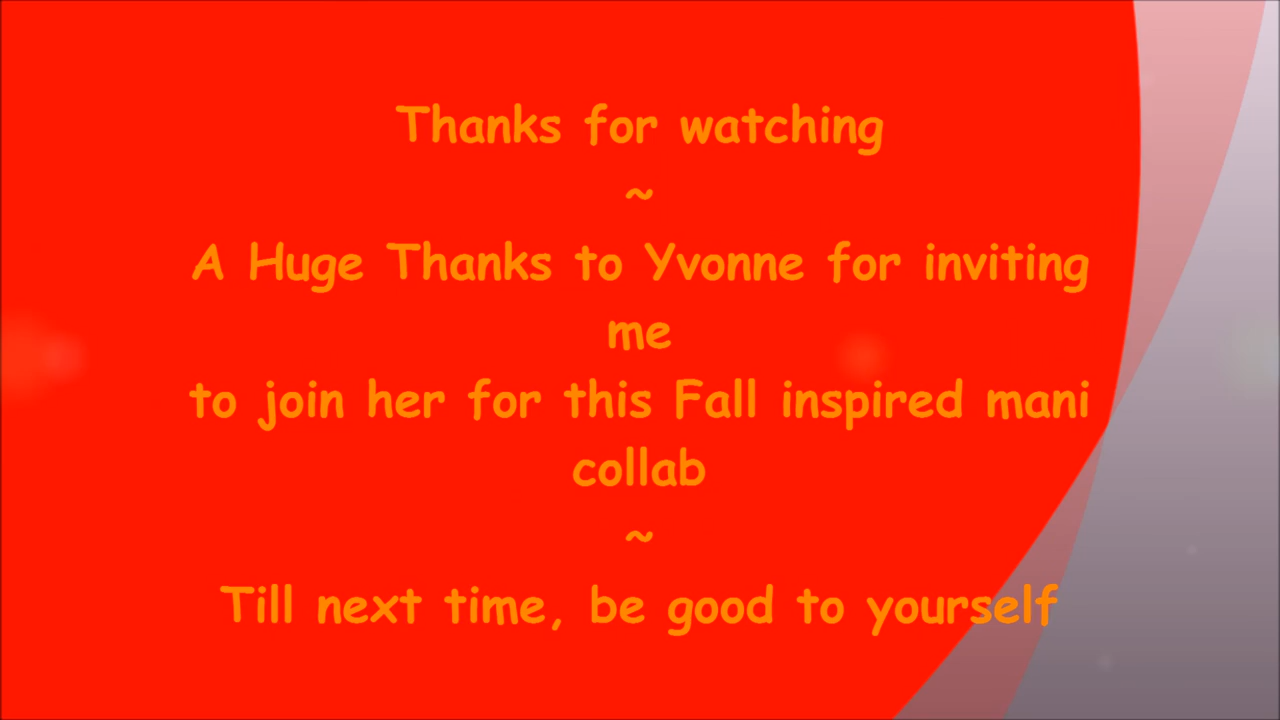 Thanks for watching
~
A Huge Thanks to Yvonne for inviting
me
to join her for this Fall inspired mani
collab
~
Till next time, be good to yourself